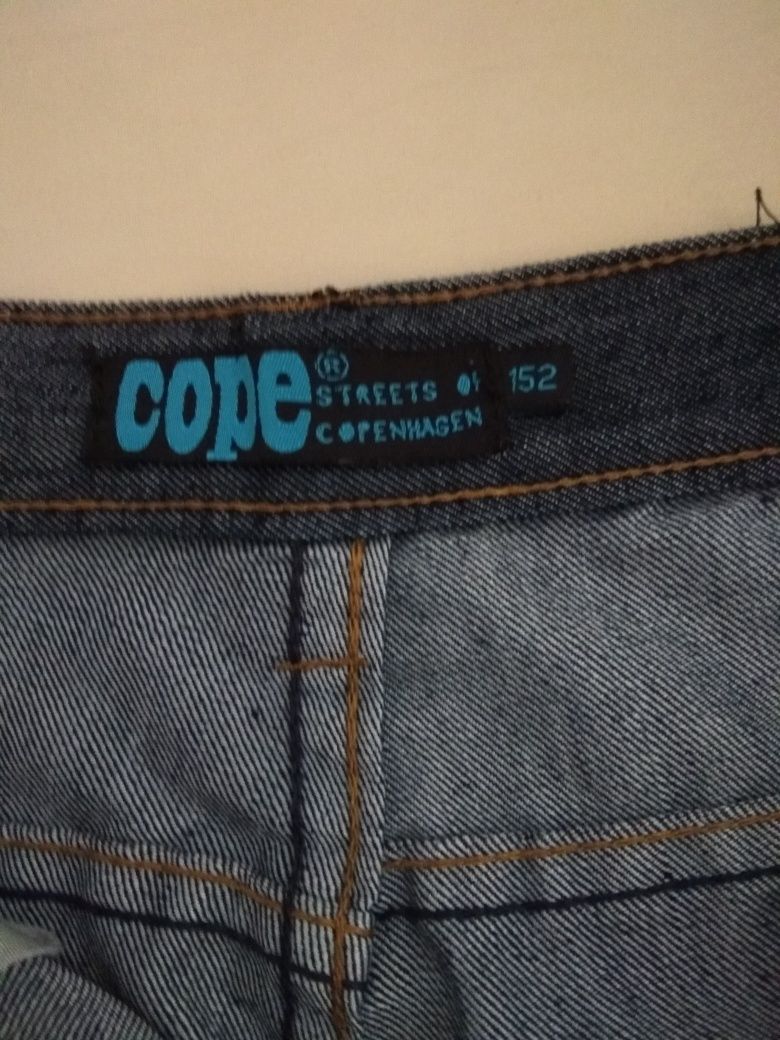 cope®
STREETS of
COPENHAGEN
152